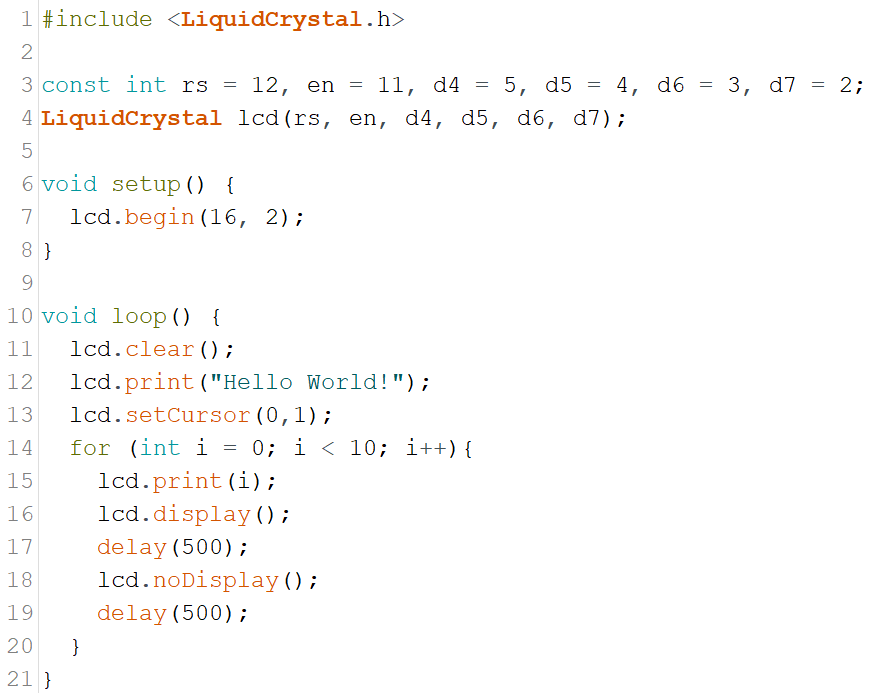 1 #include <LiquidCrystal.h>
2
3 const int rs = 12, en = 11, d4 = 5, d5 = 4, d6 = 3, d7 = 2;
4 LiquidCrystal lcd(rs, en, d4, d5, d6, d7);
5
6 void setup() {
7   lcd.begin(16, 2);
8 }
9
10 void loop() {
11   lcd.clear();
12   lcd.print("Hello World!");
13   lcd.setCursor(0,1);
14   for (int i = 0; i < 10; i++){
15     lcd.print(i);
16     lcd.display();
17     delay(500);
18     lcd.noDisplay();
19     delay(500);
20   }
21 }